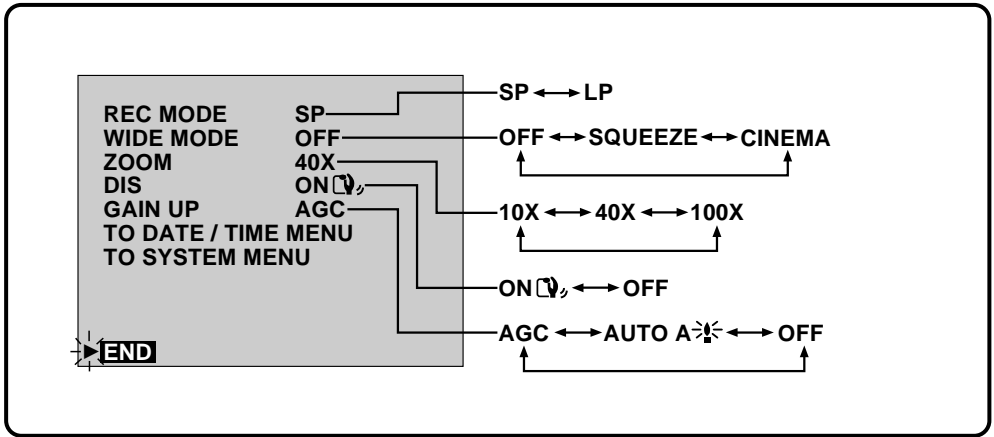 REC MODE SP
WIDE MODE OFF
ZOOM 40X
DIS ON
GAIN UP AGC
TO DATE / TIME MENU
TO SYSTEM MENU
END
SP LP
OFF SQUEEZE CINEMA
10X 40X 100X
ON OFF
AGC AUTO A OFF